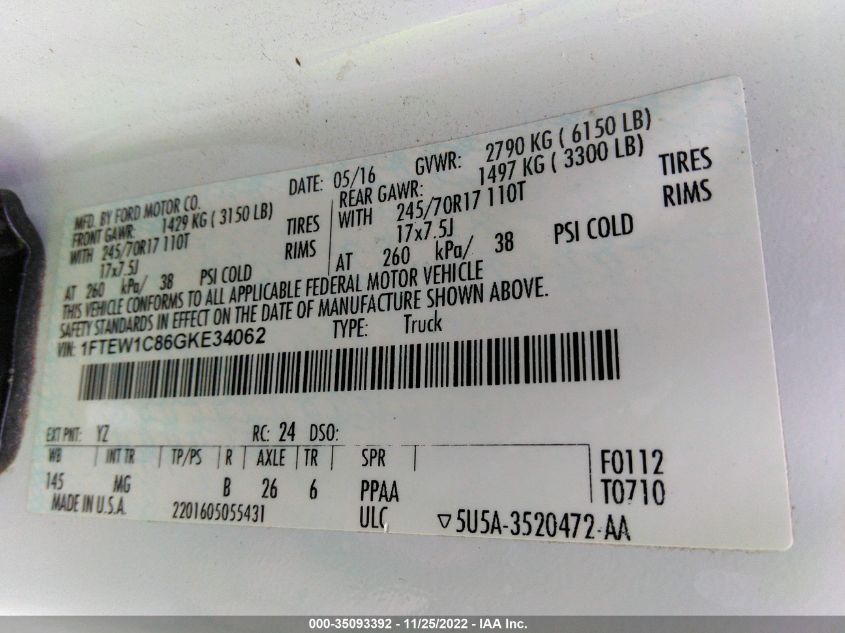 MFD. BY FORD MOTOR CO.
DATE: 05/16 GVWR: 2790 KG ( 6150 LB)
FRONT GAWR: 1429 KG ( 3150 LB) REAR GAWR: 1497 KG ( 3300 LB)
WITH 245/70R17 110T TIRES WITH 245/70R17 110T TIRES
17x7.5J RIMS 17x7.5J RIMS
AT 260 kPa/ 38 PSI COLD AT 260 kPa/ 38 PSI COLD
THIS VEHICLE CONFORMS TO ALL APPLICABLE FEDERAL MOTOR VEHICLE
SAFETY STANDARDS IN EFFECT ON THE DATE OF MANUFACTURE SHOWN ABOVE.
VIN: 1FTEW1C86GKE34062 TYPE: Truck
EXT PNT: YZ RC: 24 DSO:
WB INT TR TP/PS R AXLE TR SPR F0112
145 MG B 26 6 PPAA T0710
MADE IN U.S.A. 2201605055431 ULC ▽5U5A-3520472-AA
000-35093392 - 11/25/2022 - IAA Inc.